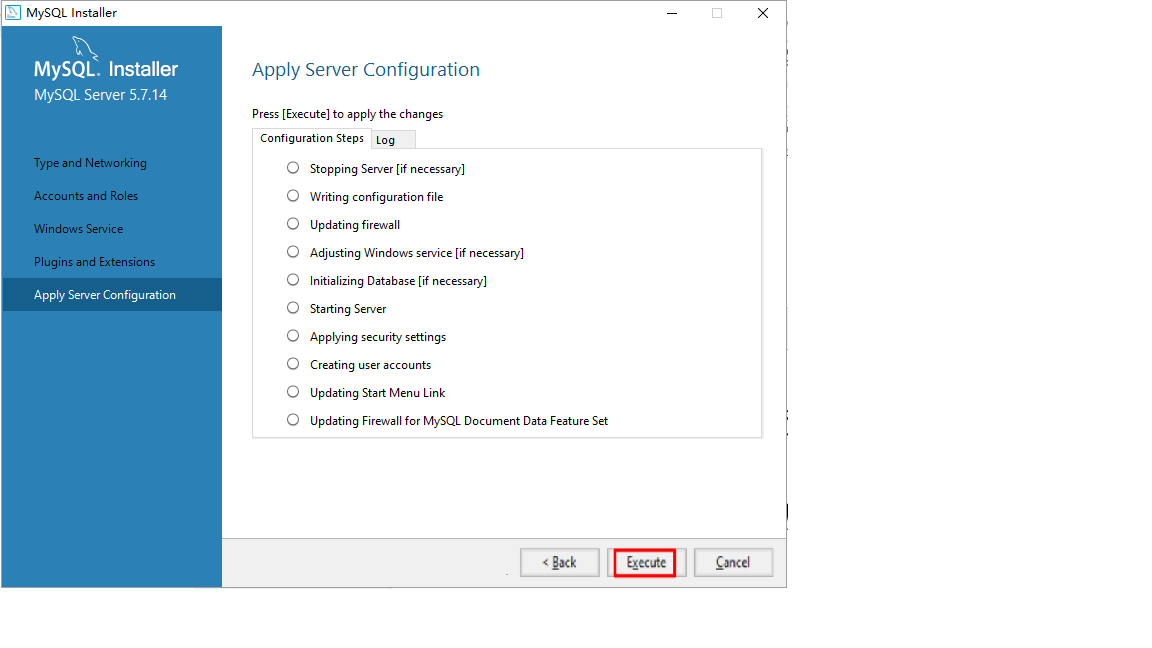 MySQL Installer
MySQL. Installer
MySQL Server 5.7.14
Type and Networking
Accounts and Roles
Windows Service
Plugins and Extensions
Apply Server Configuration
Apply Server Configuration
Press [Execute] to apply the changes
Configuration Steps Log
Stopping Server [if necessary]
Writing configuration file
Updating firewall
Adjusting Windows service [if necessary]
Initializing Database [if necessary]
Starting Server
Applying security settings
Creating user accounts
Updating Start Menu Link
Updating Firewall for MySQL Document Data Feature Set
< Back Execute Cancel